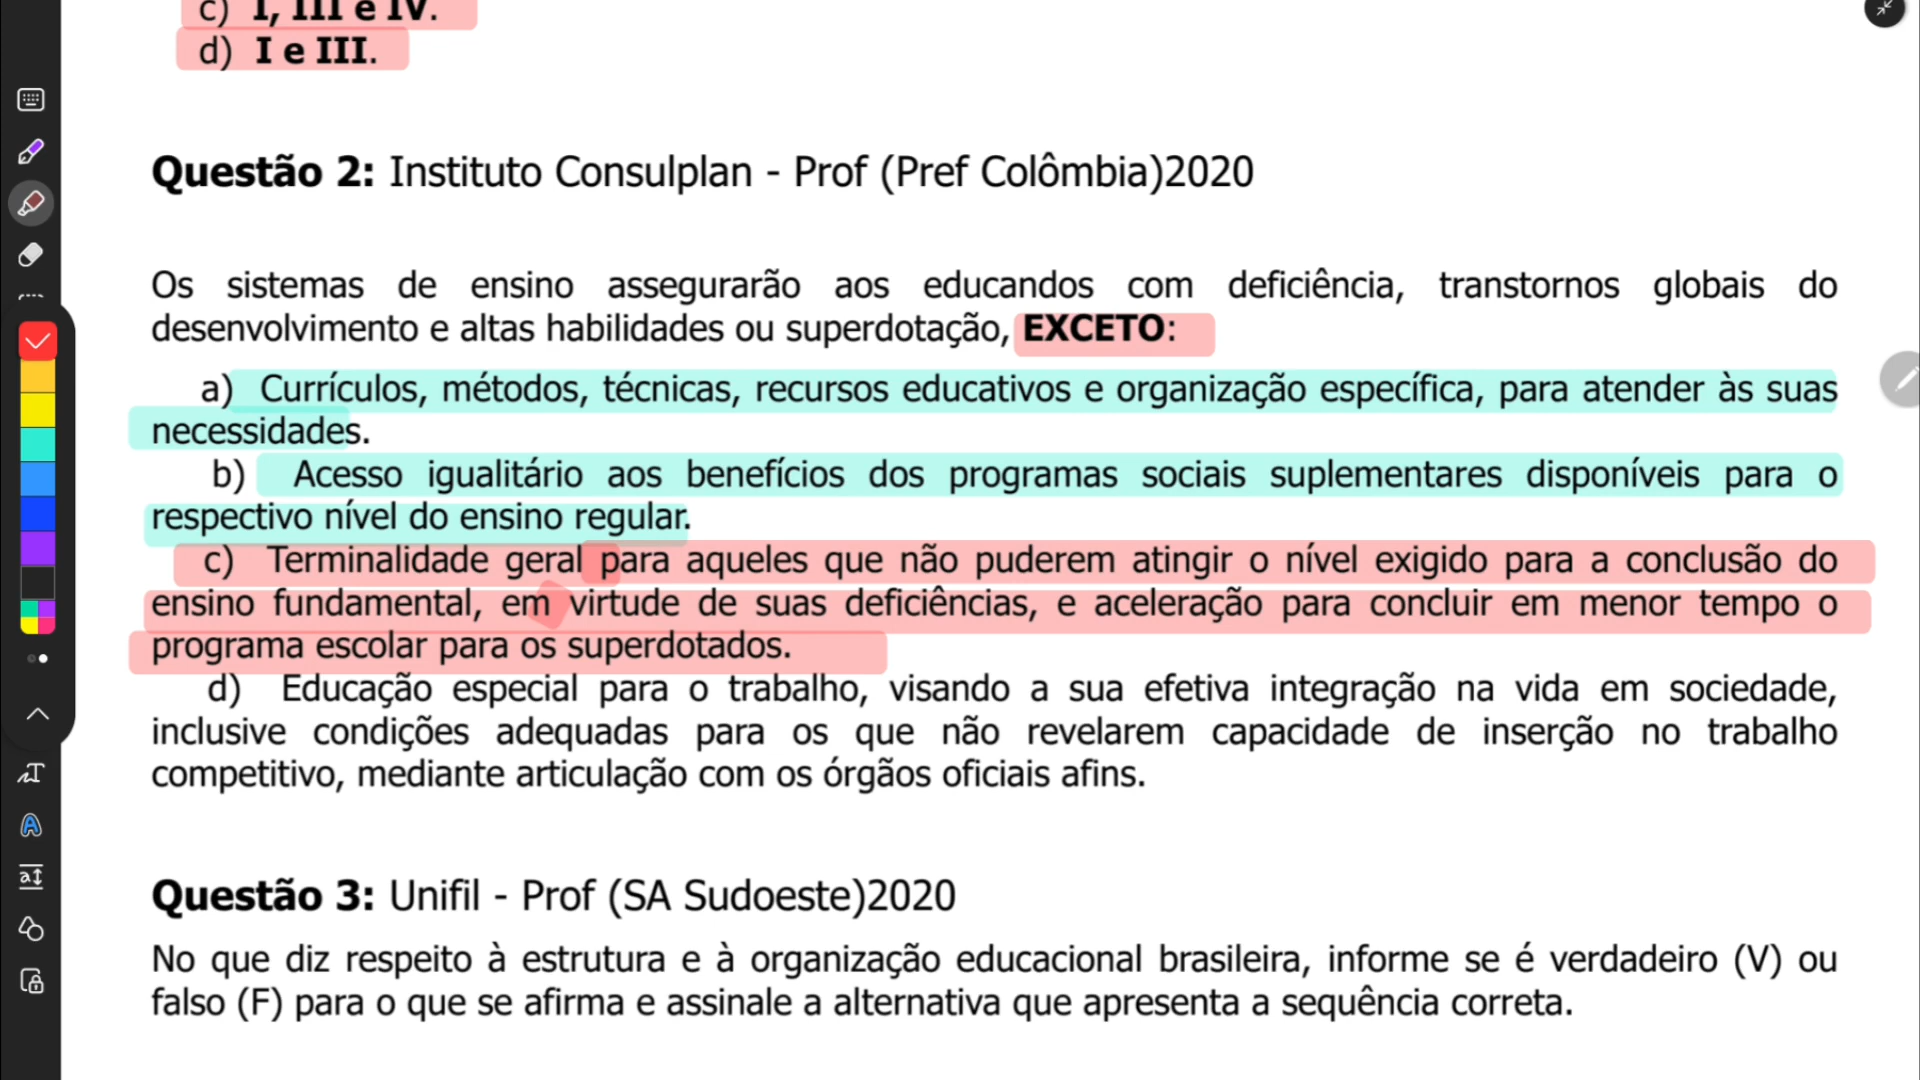 c) I, III e IV.
d) I e III.
Questão 2: Instituto Consulplan - Prof (Pref Colômbia)2020
Os sistemas de ensino assegurarão aos educandos com deficiência, transtornos globais do
desenvolvimento e altas habilidades ou superdotação, EXCETO:
a) Currículos, métodos, técnicas, recursos educativos e organização específica, para atender às suas
necessidades.
b) Acesso igualitário aos benefícios dos programas sociais suplementares disponíveis para o
respectivo nível do ensino regular.
c) Terminalidade geral para aqueles que não puderem atingir o nível exigido para a conclusão do
ensino fundamental, em virtude de suas deficiências, e aceleração para concluir em menor tempo o
programa escolar para os superdotados.
d) Educação especial para o trabalho, visando a sua efetiva integração na vida em sociedade,
inclusive condições adequadas para os que não revelarem capacidade de inserção no trabalho
competitivo, mediante articulação com os órgãos oficiais afins.
Questão 3: Unifil - Prof (SA Sudoeste)2020
No que diz respeito à estrutura e à organização educacional brasileira, informe se é verdadeiro (V) ou
falso (F) para o que se afirma e assinale a alternativa que apresenta a sequência correta.